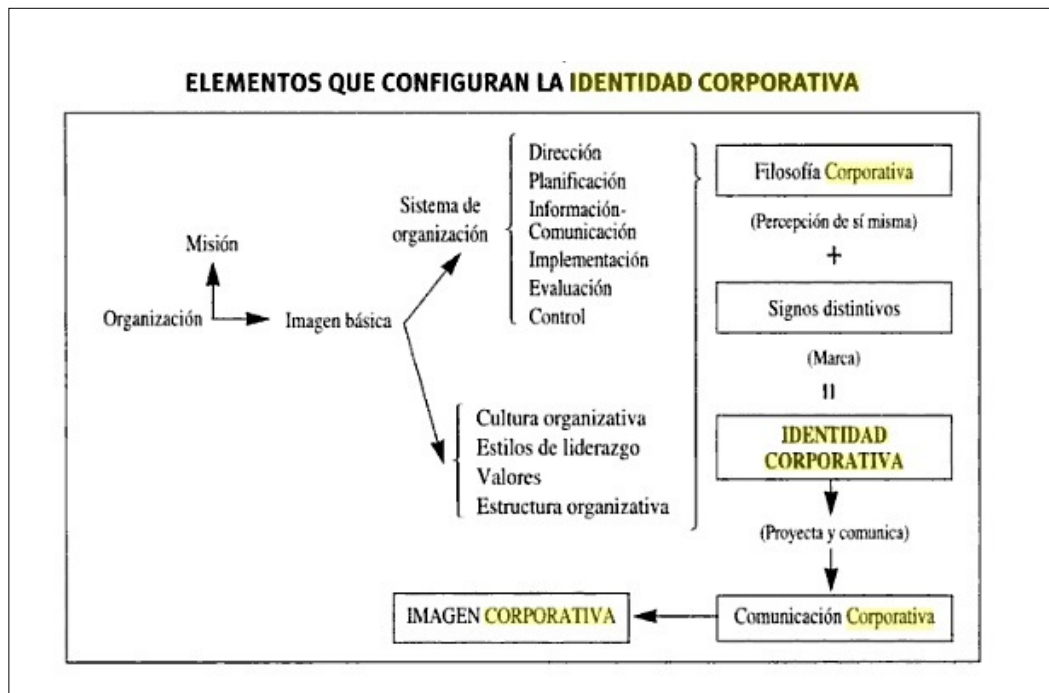 ELEMENTOS QUE CONFIGURAN LA IDENTIDAD CORPORATIVA
Misión
Organización
Imagen básica
Sistema de
organización
Dirección
Planificación
Información-
Comunicación
Implementación
Evaluación
Control
Cultura organizativa
Estilos de liderazgo
Valores
Estructura organizativa
Filosofía Corporativa
(Percepción de sí misma)
+
Signos distintivos
(Marca)
=
IDENTIDAD
CORPORATIVA
(Proyecta y comunica)
Comunicación Corporativa
IMAGEN CORPORATIVA